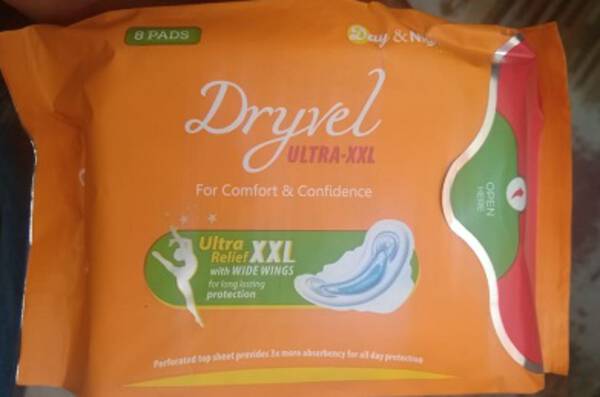 8 PADS
Day &
Dryvel
ULTRA-XXL
For Comfort & Confidence
OPEN
HERE
Ultra
Relief XXL
with WIDE WINGS
for long lasting
protection
Perforated top sheet provides 3x more absorbency for all day protection